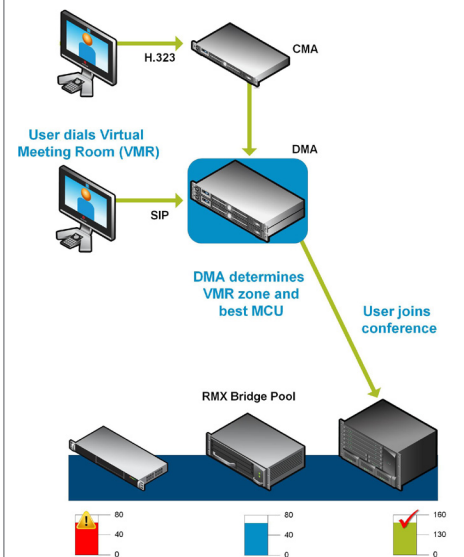 H.323
CMA
User dials Virtual
Meeting Room (VMR)
DMA
SIP
DMA determines
VMR zone and
best MCU
User joins
conference
RMX Bridge Pool
80
40
0
80
40
0
160
130
0